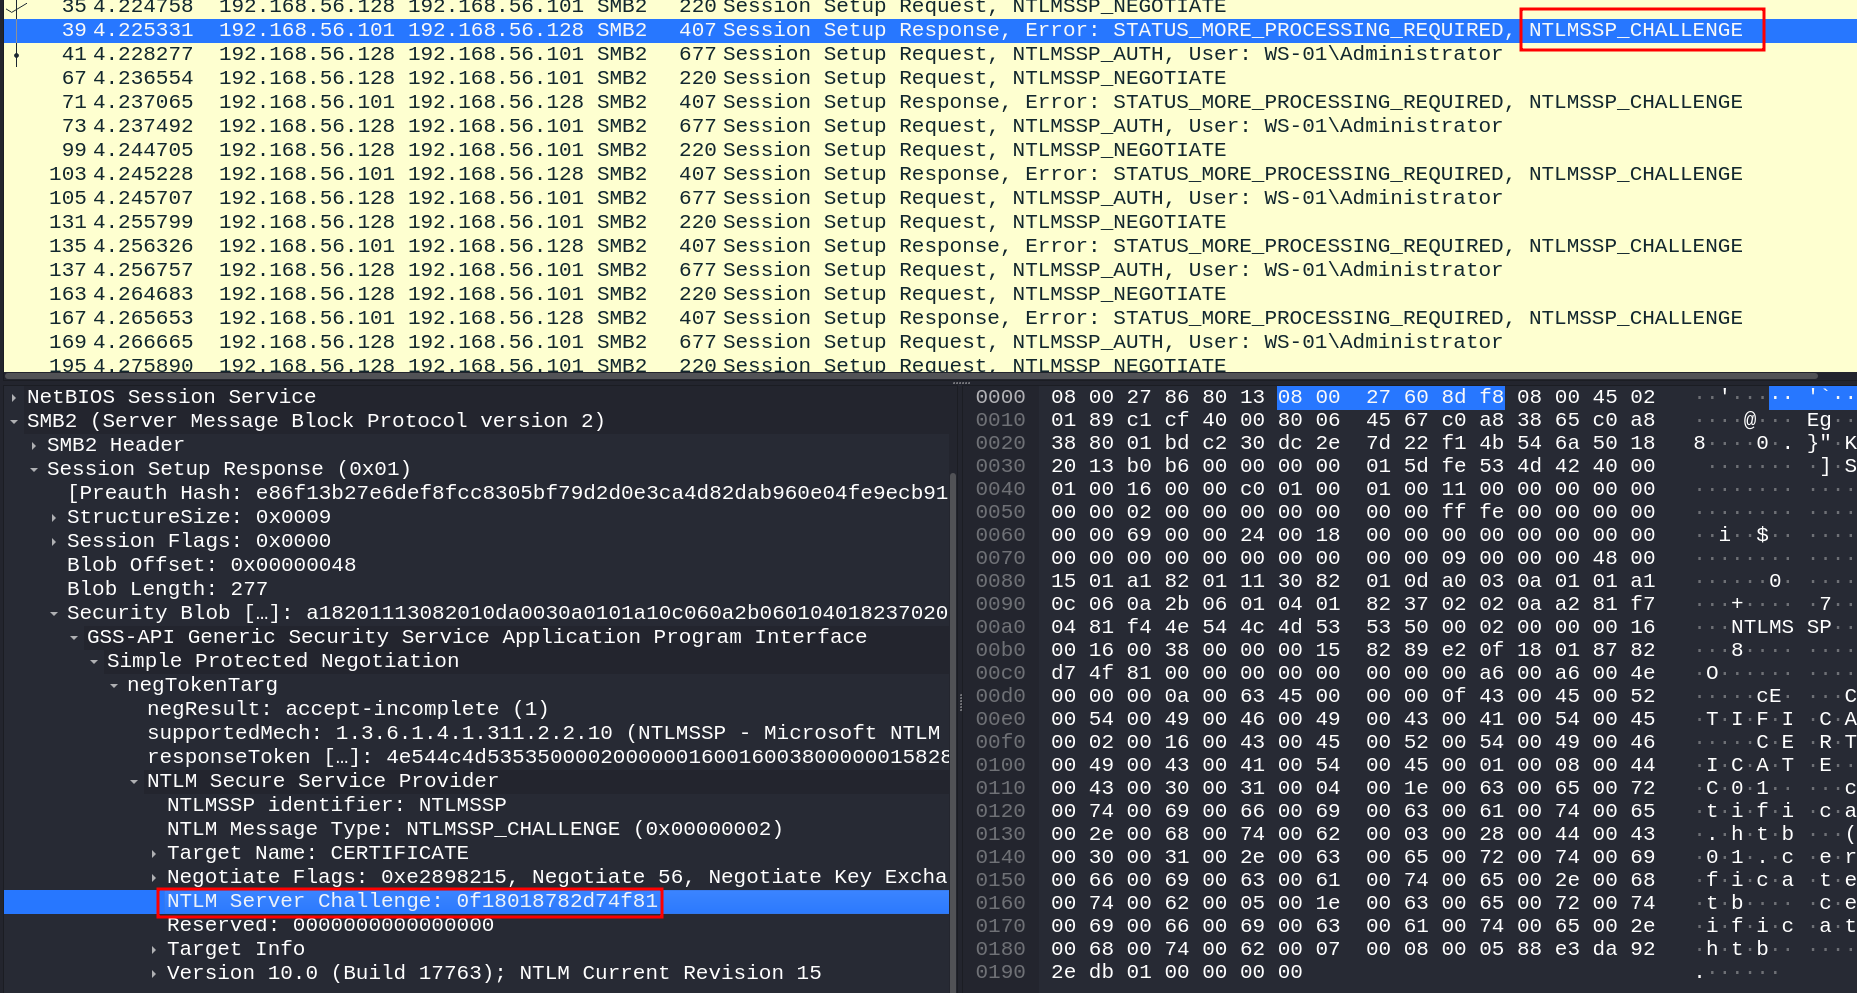 35 4.224758 192.168.56.128 192.168.56.101 SMB2 220 Session Setup Request, NTLMSSP_NEGOTIATE
39 4.225331 192.168.56.101 192.168.56.128 SMB2 407 Session Setup Response, Error: STATUS_MORE_PROCESSING_REQUIRED, NTLMSSP_CHALLENGE
41 4.228277 192.168.56.128 192.168.56.101 SMB2 677 Session Setup Request, NTLMSSP_AUTH, User: WS-01\Administrator
67 4.236554 192.168.56.128 192.168.56.101 SMB2 220 Session Setup Request, NTLMSSP_NEGOTIATE
71 4.237065 192.168.56.101 192.168.56.128 SMB2 407 Session Setup Response, Error: STATUS_MORE_PROCESSING_REQUIRED, NTLMSSP_CHALLENGE
73 4.237492 192.168.56.128 192.168.56.101 SMB2 677 Session Setup Request, NTLMSSP_AUTH, User: WS-01\Administrator
99 4.244705 192.168.56.128 192.168.56.101 SMB2 220 Session Setup Request, NTLMSSP_NEGOTIATE
103 4.245228 192.168.56.101 192.168.56.128 SMB2 407 Session Setup Response, Error: STATUS_MORE_PROCESSING_REQUIRED, NTLMSSP_CHALLENGE
105 4.245707 192.168.56.128 192.168.56.101 SMB2 677 Session Setup Request, NTLMSSP_AUTH, User: WS-01\Administrator
131 4.255799 192.168.56.128 192.168.56.101 SMB2 220 Session Setup Request, NTLMSSP_NEGOTIATE
135 4.256326 192.168.56.101 192.168.56.128 SMB2 407 Session Setup Response, Error: STATUS_MORE_PROCESSING_REQUIRED, NTLMSSP_CHALLENGE
137 4.256757 192.168.56.128 192.168.56.101 SMB2 677 Session Setup Request, NTLMSSP_AUTH, User: WS-01\Administrator
163 4.264683 192.168.56.128 192.168.56.101 SMB2 220 Session Setup Request, NTLMSSP_NEGOTIATE
167 4.265653 192.168.56.101 192.168.56.128 SMB2 407 Session Setup Response, Error: STATUS_MORE_PROCESSING_REQUIRED, NTLMSSP_CHALLENGE
169 4.266665 192.168.56.128 192.168.56.101 SMB2 677 Session Setup Request, NTLMSSP_AUTH, User: WS-01\Administrator
195 4.275890 192.168.56.128 192.168.56.101 SMB2 220 Session Setup Request, NTLMSSP_NEGOTIATE
NetBIOS Session Service
SMB2 (Server Message Block Protocol version 2)
SMB2 Header
Session Setup Response (0x01)
[Preauth Hash: e86f13b27e6def8fcc8305bf79d2d0e3ca4d82dab960e04fe9ecb91
StructureSize: 0x0009
Session Flags: 0x0000
Blob Offset: 0x00000048
Blob Length: 277
Security Blob […]: a18201113082010da0030a0101a10c060a2b060104018237020
GSS-API Generic Security Service Application Program Interface
Simple Protected Negotiation
negTokenTarg
negResult: accept-incomplete (1)
supportedMech: 1.3.6.1.4.1.311.2.2.10 (NTLMSSP - Microsoft NTLM
responseToken […]: 4e544c4d53535000020000001600160038000000015828
NTLM Secure Service Provider
NTLMSSP identifier: NTLMSSP
NTLM Message Type: NTLMSSP_CHALLENGE (0x00000002)
Target Name: CERTIFICATE
Negotiate Flags: 0xe2898215, Negotiate 56, Negotiate Key Excha
NTLM Server Challenge: 0f18018782d74f81
Reserved: 0000000000000000
Target Info
Version 10.0 (Build 17763); NTLM Current Revision 15
0000 08 00 27 86 80 13 08 00 27 60 8d f8 08 00 45 02 ··'··· ·· '`··
0010 01 89 c1 cf 40 00 80 06 45 67 c0 a8 38 65 c0 a8 ····@··· Eg··
0020 38 80 01 bd c2 30 dc 2e 7d 22 f1 4b 54 6a 50 18 8····0·. }"·K
0030 20 13 b0 b6 00 00 00 00 01 5d fe 53 4d 42 40 00 ······· ·]·S
0040 01 00 16 00 00 c0 01 00 01 00 11 00 00 00 00 00 ········ ····
0050 00 00 02 00 00 00 00 00 00 00 ff fe 00 00 00 00 ········ ····
0060 00 00 69 00 00 24 00 18 00 00 00 00 00 00 00 00 ··i··$·· ····
0070 00 00 00 00 00 00 00 00 00 00 09 00 00 00 48 00 ········ ····
0080 15 01 a1 82 01 11 30 82 01 0d a0 03 0a 01 01 a1 ······0· ····
0090 0c 06 0a 2b 06 01 04 01 82 37 02 02 0a a2 81 f7 ···+···· ·7··
00a0 04 81 f4 4e 54 4c 4d 53 53 50 00 02 00 00 00 16 ···NTLMS SP··
00b0 00 16 00 38 00 00 00 15 82 89 e2 0f 18 01 87 82 ···8···· ····
00c0 d7 4f 81 00 00 00 00 00 00 00 00 a6 00 a6 00 4e ·O······ ····
00d0 00 00 00 0a 00 63 45 00 00 00 0f 43 00 45 00 52 ·····cE· ···C
00e0 00 54 00 49 00 46 00 49 00 43 00 41 00 54 00 45 ·T·I·F·I ·C·A
00f0 00 02 00 16 00 43 00 45 00 52 00 54 00 49 00 46 ·····C·E ·R·T
0100 00 49 00 43 00 41 00 54 00 45 00 01 00 08 00 44 ·I·C·A·T ·E··
0110 00 43 00 30 00 31 00 04 00 1e 00 63 00 65 00 72 ·C·0·1·· ···c
0120 00 74 00 69 00 66 00 69 00 63 00 61 00 74 00 65 ·t·i·f·i ·c·a
0130 00 2e 00 68 00 74 00 62 00 03 00 28 00 44 00 43 ·.·h·t·b ···(
0140 00 30 00 31 00 2e 00 63 00 65 00 72 00 74 00 69 ·0·1·.·c ·e·r
0150 00 66 00 69 00 63 00 61 00 74 00 65 00 2e 00 68 ·f·i·c·a ·t·e
0160 00 74 00 62 00 05 00 1e 00 63 00 65 00 72 00 74 ·t·b···· ·c·e
0170 00 69 00 66 00 69 00 63 00 61 00 74 00 65 00 2e ·i·f·i·c ·a·t
0180 00 68 00 74 00 62 00 07 00 08 00 05 88 e3 da 92 ·h·t·b·· ····
0190 2e db 01 00 00 00 00 .······